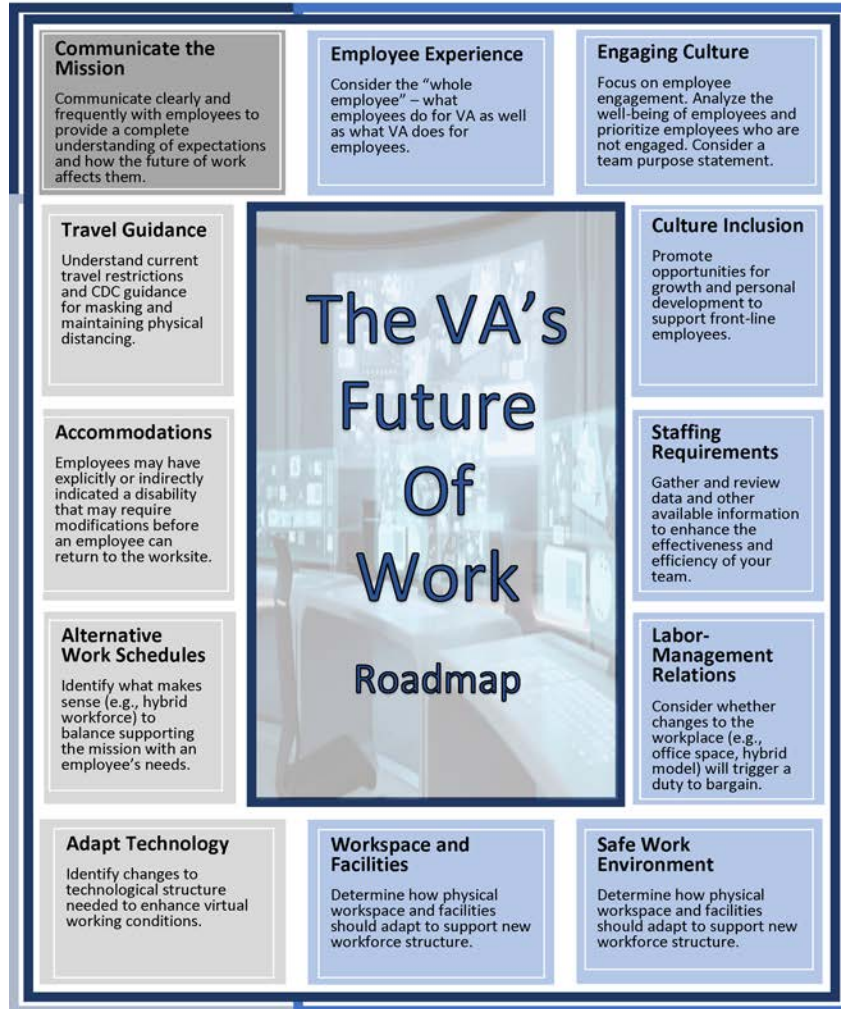 Communicate the
Mission
Communicate clearly and
frequently with employees to
provide a complete
understanding of expectations
and how the future of work
affects them.
Employee Experience
Consider the “whole
employee” – what
employees do for VA as well
as what VA does for
employees.
Engaging Culture
Focus on employee
engagement. Analyze the
well-being of employees and
prioritize employees who are
not engaged. Consider a
team purpose statement.
Travel Guidance
Understand current
travel restrictions
and CDC guidance
for masking and
maintaining physical
distancing.
The VA’s
Future
Of
Work
Roadmap
Culture Inclusion
Promote
opportunities for
growth and personal
development to
support front-line
employees.
Accommodations
Employees may have
explicitly or indirectly
indicated a disability
that may require
modifications before
an employee can
return to the worksite.
Staffing
Requirements
Gather and review
data and other
available information
to enhance the
effectiveness and
efficiency of your
team.
Alternative
Work Schedules
Identify what makes
sense (e.g., hybrid
workforce) to
balance supporting
the mission with an
employee’s needs.
Labor-
Management
Relations
Consider whether
changes to the
workplace (e.g.,
office space, hybrid
model) will trigger a
duty to bargain.
Adapt Technology
Identify changes to
technological structure
needed to enhance virtual
working conditions.
Workspace and
Facilities
Determine how physical
workspace and facilities
should adapt to support new
workforce structure.
Safe Work
Environment
Determine how physical
workspace and facilities
should adapt to support new
workforce structure.